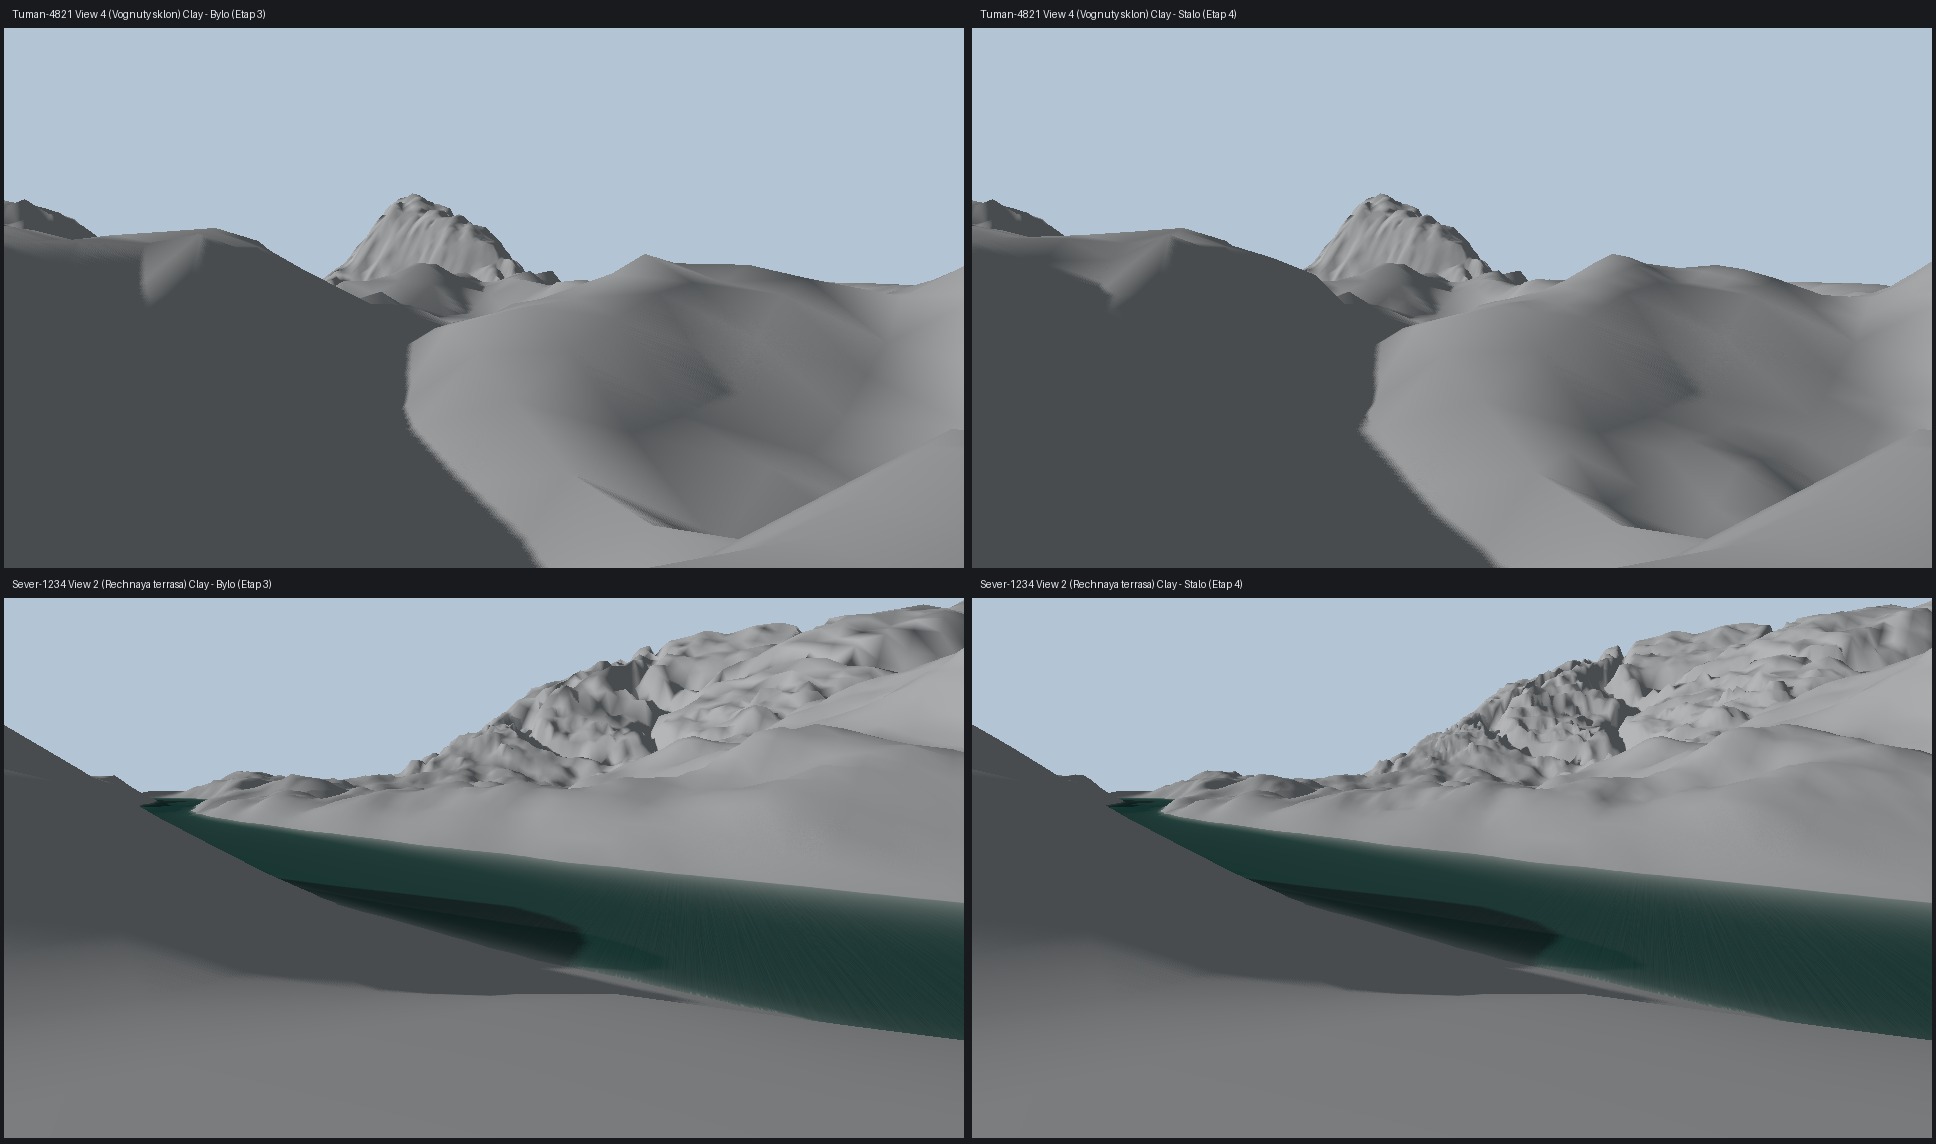 Tuman-4821 View 4 (Vognuty sklon) Clay - Bylo (Etap 3)
Tuman-4821 View 4 (Vognuty sklon) Clay - Stalo (Etap 4)
Sever-1234 View 2 (Rechnaya terrasa) Clay - Bylo (Etap 3)
Sever-1234 View 2 (Rechnaya terrasa) Clay - Stalo (Etap 4)